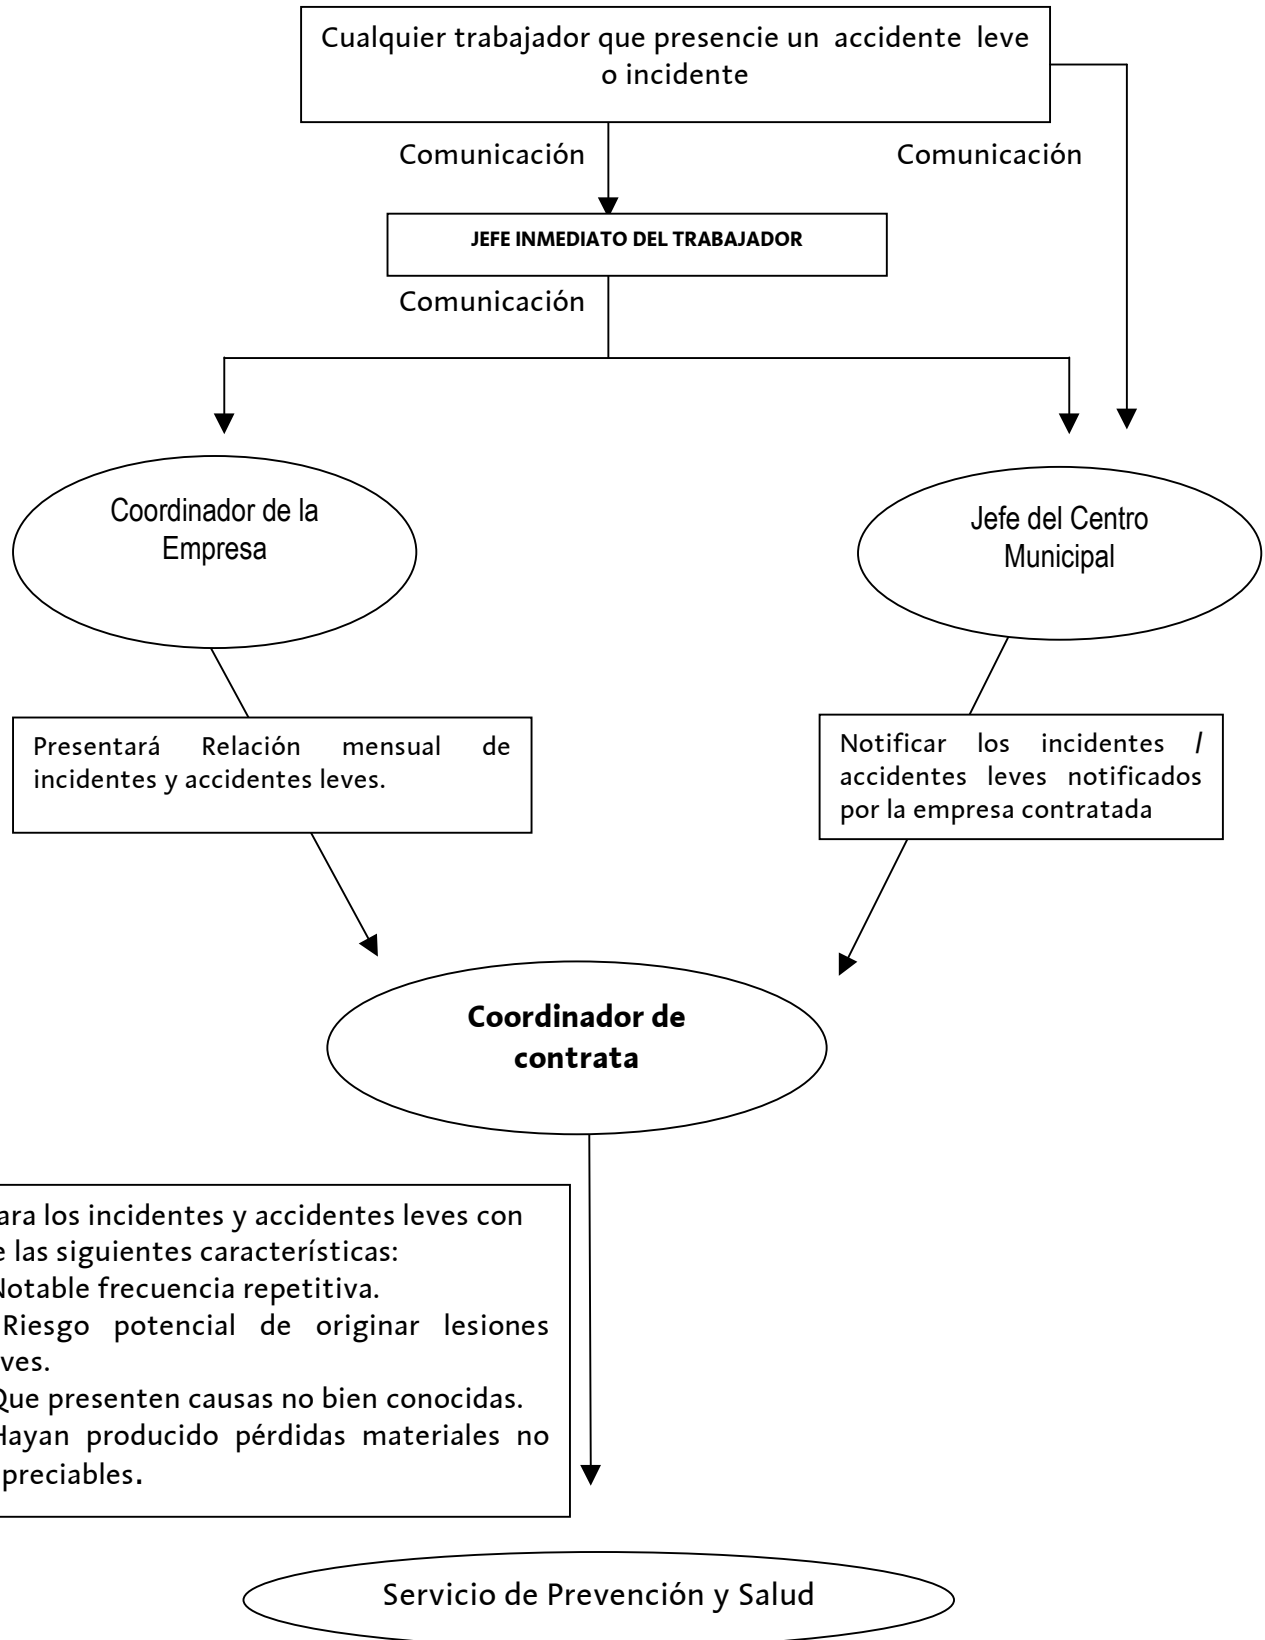 Cualquier trabajador que presencie un accidente leve
o incidente
Comunicación
Comunicación
JEFE INMEDIATO DEL TRABAJADOR
Comunicación
Coordinador de la
Empresa
Jefe del Centro
Municipal
Presentará Relación mensual de
incidentes y accidentes leves.
Notificar los incidentes /
accidentes leves notificados
por la empresa contratada
Coordinador de
contrata
los incidentes y accidentes leves con
las siguientes características:
Notable frecuencia repetitiva.
Riesgo potencial de originar lesiones
ves.
Que presenten causas no bien conocidas.
Hayan producido pérdidas materiales no
preciables.
Servicio de Prevención y Salud